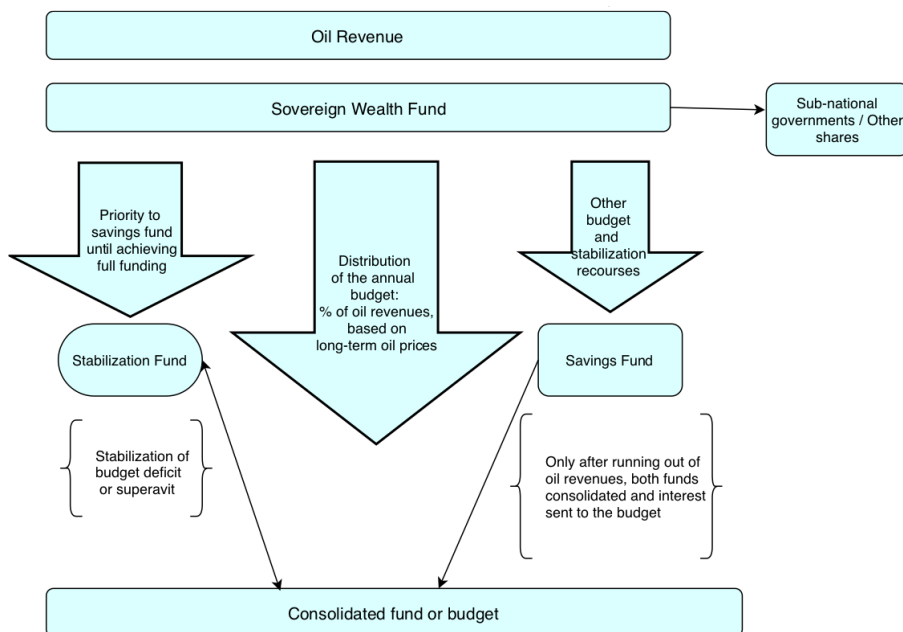 Oil Revenue
Sovereign Wealth Fund
Sub-national
governments / Other
shares
Priority to
savings fund
until achieving
full funding
Distribution
of the annual
budget:
% of oil revenues,
based on
long-term oil prices
Other
budget
and
stabilization
recourses
Stabilization Fund
Savings Fund
Stabilization of
budget deficit
or superavit
Only after running out of
oil revenues, both funds
consolidated and interest
sent to the budget
Consolidated fund or budget